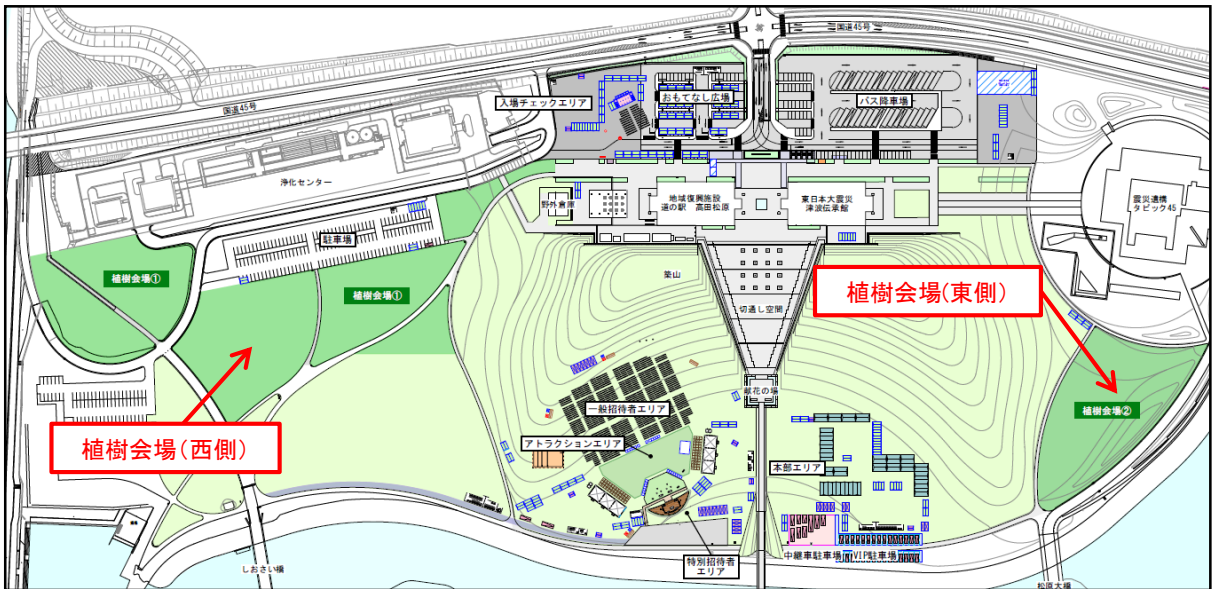 国道45号
国道45号
入場チェックエリア
おもてなし広場
バス降車場
浄化センター
野外倉庫
地域復興施設
道の駅 高田松原
東日本大震災
津波伝承館
震災遺構
タピック45
駐車場
植樹会場①
植樹会場①
築山
切通し空間
植樹会場(東側)
献花の場
一般招待者エリア
植樹会場②
植樹会場(西側)
アトラクションエリア
本部エリア
特別招待者
エリア
中継車駐車場
VIP駐車場
しおさい橋
松原大橋